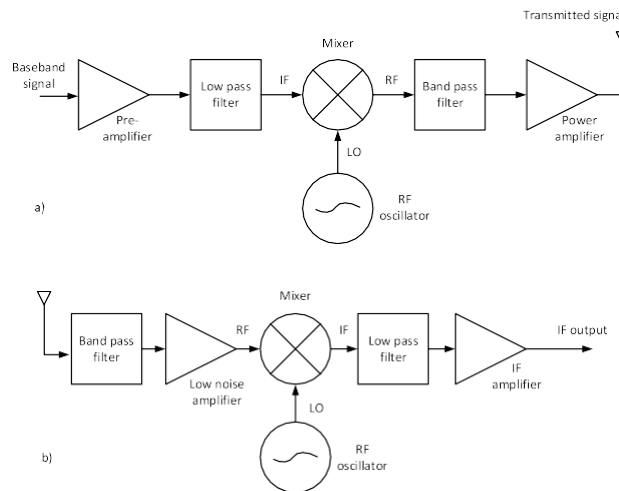 Transmitted signal
Mixer
Baseband
signal
Low pass
filter
IF
RF
Band pass
filter
Pre-
amplifier
Power
amplifier
LO
RF
oscillator
a)
Mixer
Band pass
filter
RF
IF
Low pass
filter
IF output
Low noise
amplifier
IF
amplifier
LO
RF
oscillator
b)